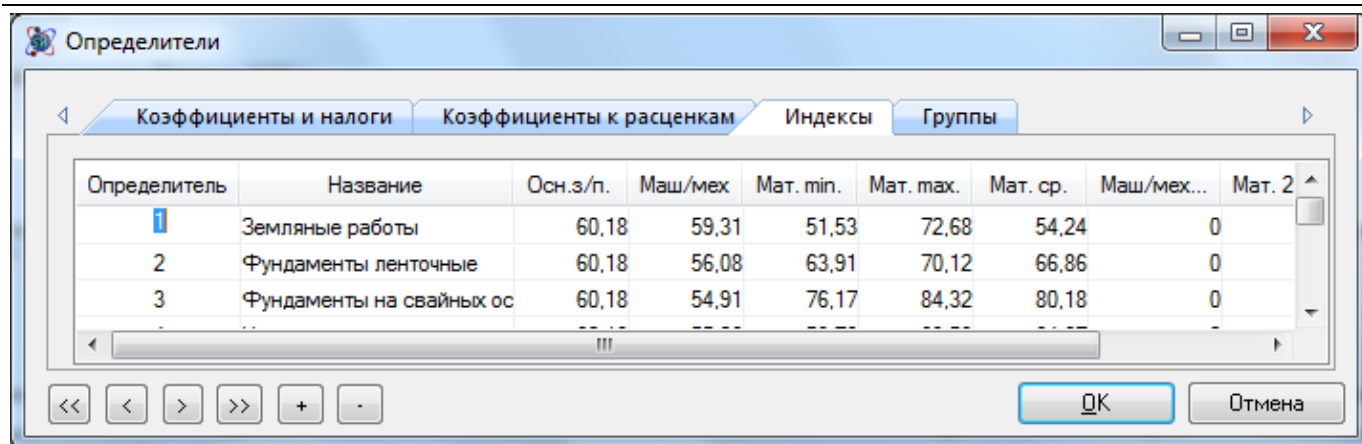 Определители
Коэффициенты и налоги Коэффициенты к расценкам Индексы Группы
Определитель Название Осн.з/п. Маш/мех Мат. min. Мат. max. Мат. ср. Маш/мех... Мат. 2
1 Земляные работы 60,18 59,31 51,53 72,68 54,24 0
2 Фундаменты ленточные 60,18 56,08 63,91 70,12 66,86 0
3 Фундаменты на свайных ос 60,18 54,91 76,17 84,32 80,18 0
<< < > >> + - OK Отмена